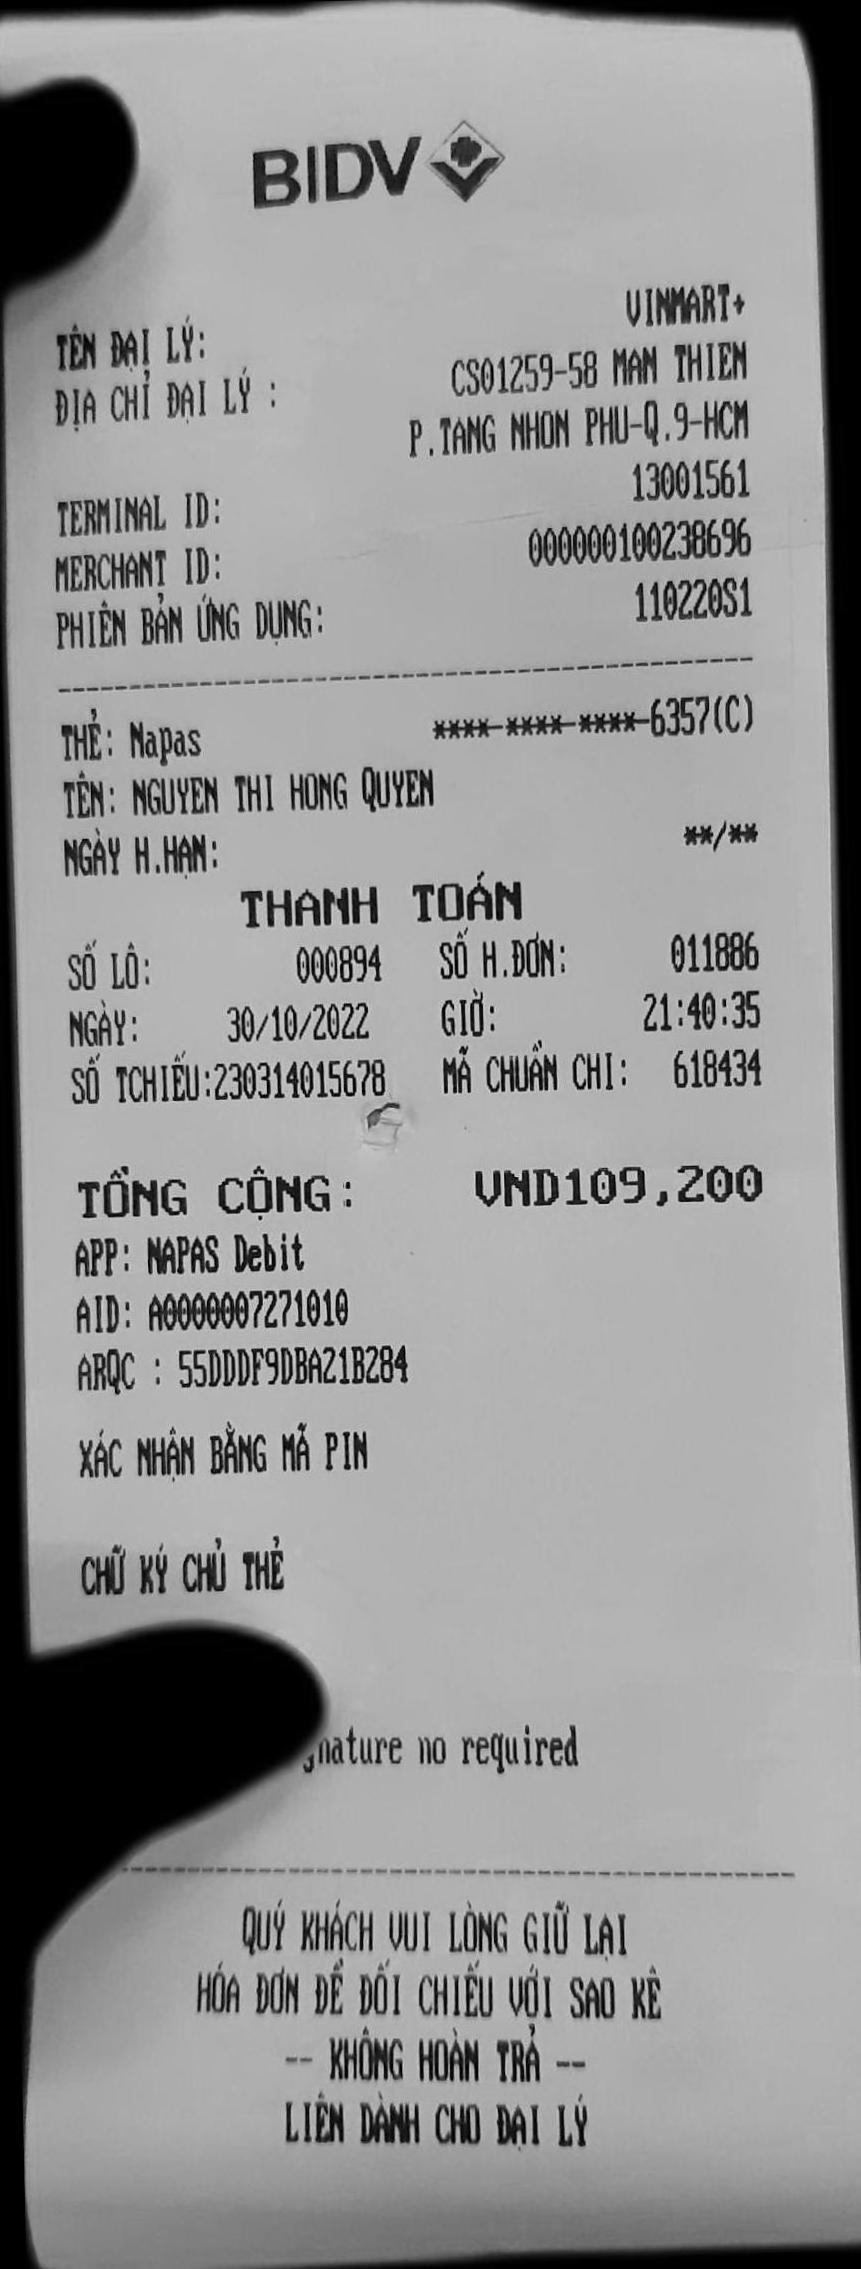 BIDV
TÊN ĐẠI LÝ: VINMART+
ĐỊA CHỈ ĐẠI LÝ : CS01259-58 MAN THIEN
P.TANG NHON PHU-Q.9-HCM
TERMINAL ID: 13001561
MERCHANT ID: 000000100238696
PHIÊN BẢN ỨNG DỤNG: 110220S1
THẺ: Napas ****-****-****-6357(C)
TÊN: NGUYEN THI HONG QUYEN
NGÀY H.HẠN: **/**
THANH TOÁN
SỐ LÔ: 000894 SỐ H.ĐƠN: 011886
NGÀY: 30/10/2022 GIỜ: 21:40:35
SỐ TCHIẾU:230314015678 MÃ CHUẨN CHI: 618434
TỔNG CỘNG: VND109,200
APP: NAPAS Debit
AID: A0000007271010
ARQC : 55DDDF9DBA21B284
XÁC NHẬN BẰNG MÃ PIN
CHỮ KÝ CHỦ THẺ
no required
QUÝ KHÁCH VUI LÒNG GIỮ LẠI
HÓA ĐƠN ĐỂ ĐỐI CHIẾU VỚI SAO KÊ
-- KHÔNG HOÀN TRẢ --
LIÊN DÀNH CHO ĐẠI LÝ